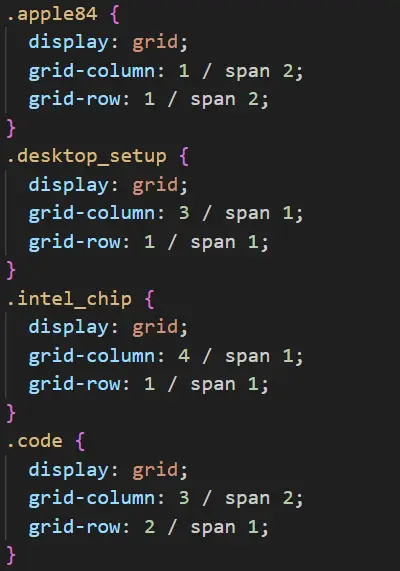 .apple84 {
  display: grid;
  grid-column: 1 / span 2;
  grid-row: 1 / span 2;
}
.desktop_setup {
  display: grid;
  grid-column: 3 / span 1;
  grid-row: 1 / span 1;
}
.intel_chip {
  display: grid;
  grid-column: 4 / span 1;
  grid-row: 1 / span 1;
}
.code {
  display: grid;
  grid-column: 3 / span 2;
  grid-row: 2 / span 1;
}